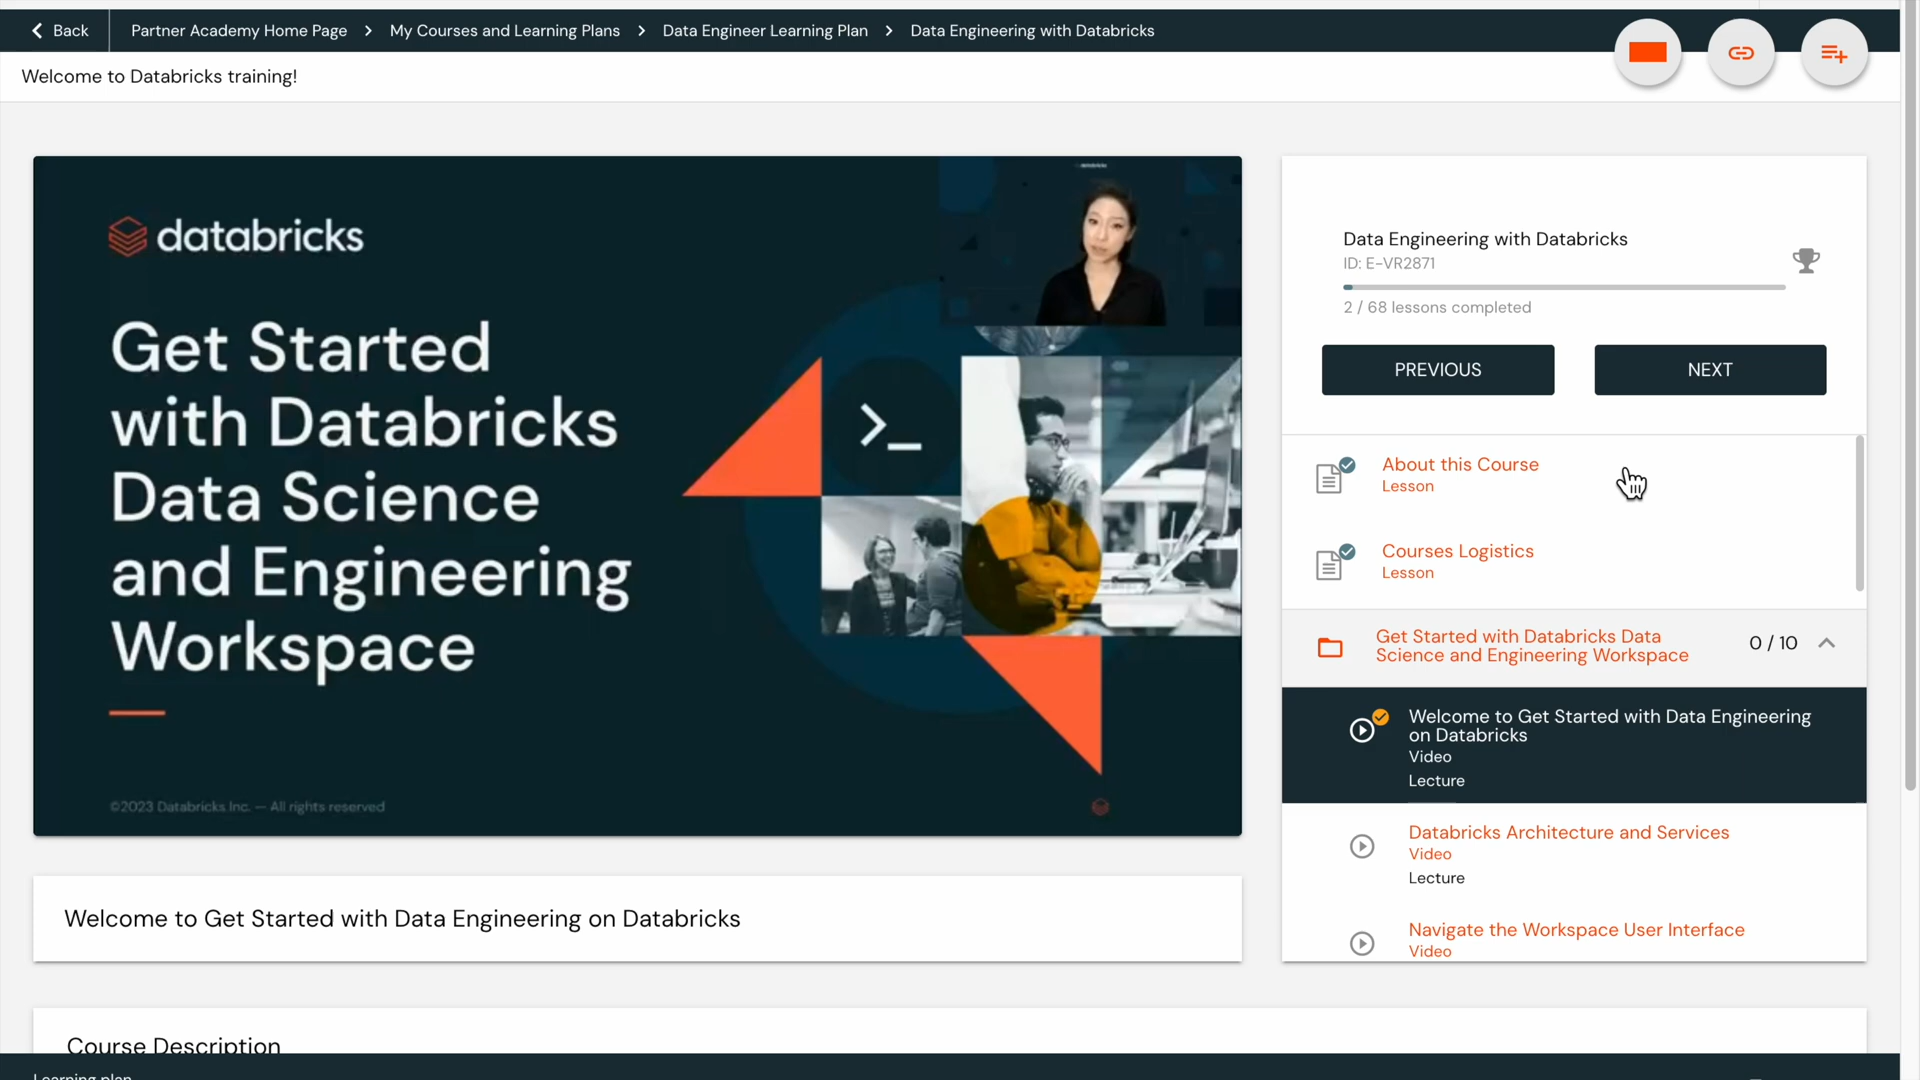 Back
Partner Academy Home Page > My Courses and Learning Plans > Data Engineer Learning Plan > Data Engineering with Databricks
Welcome to Databricks training!
databricks
Get Started
with Databricks
Data Science
and Engineering
Workspace
>_
©2023 Databricks Inc. — All rights reserved
Data Engineering with Databricks
ID: E-VR2871
2 / 68 lessons completed
PREVIOUS
NEXT
About this Course
Lesson
Courses Logistics
Lesson
Get Started with Databricks Data
Science and Engineering Workspace
0 / 10
Welcome to Get Started with Data Engineering
on Databricks
Video
Lecture
Databricks Architecture and Services
Video
Lecture
Navigate the Workspace User Interface
Video
Welcome to Get Started with Data Engineering on Databricks
Course Description
Learning plan